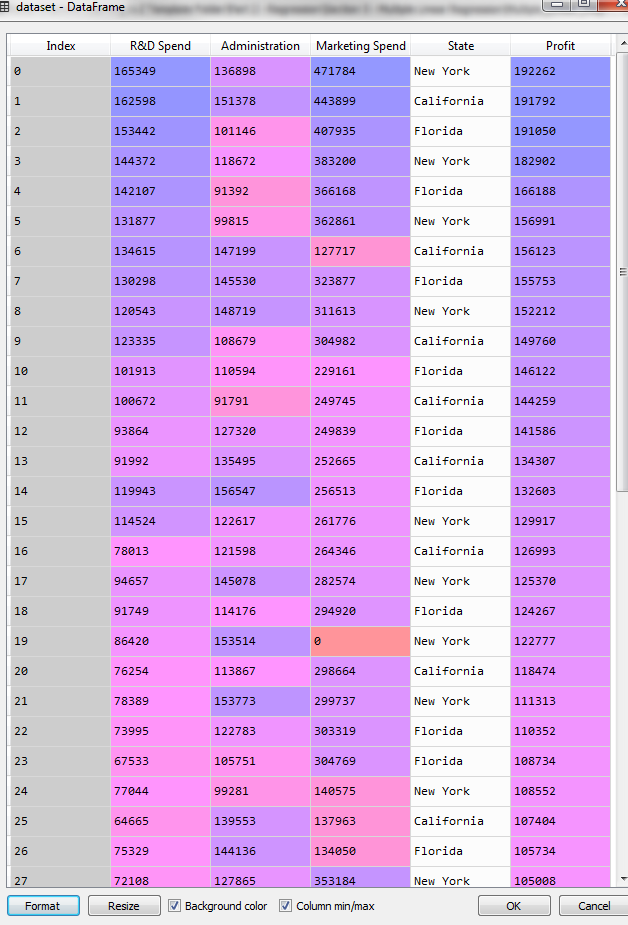 dataset - DataFrame
Index R&D Spend Administration Marketing Spend State Profit
0 165349 136898 471784 New York 192262
1 162598 151378 443899 California 191792
2 153442 101146 407935 Florida 191050
3 144372 118672 383200 New York 182902
4 142107 91392 366168 Florida 166188
5 131877 99815 362861 New York 156991
6 134615 147199 127717 California 156123
7 130298 145530 323877 Florida 155753
8 120543 148719 311613 New York 152212
9 123335 108679 304982 California 149760
10 101913 110594 229161 Florida 146122
11 100672 91791 249745 California 144259
12 93864 127320 249839 Florida 141586
13 91992 135495 252665 California 134307
14 119943 156547 256513 Florida 132603
15 114524 122617 261776 New York 129917
16 78013 121598 264346 California 126993
17 94657 145078 282574 New York 125370
18 91749 114176 294920 Florida 124267
19 86420 153514 0 New York 122777
20 76254 113867 298664 California 118474
21 78389 153773 299737 New York 111313
22 73995 122783 303319 Florida 110352
23 67533 105751 304769 Florida 108734
24 77044 99281 140575 New York 108552
25 64665 139553 137963 California 107404
26 75329 144136 134050 Florida 105734
27 72108 127865 353184 New York 105008
Format Resize Background color Column min/max OK Cancel